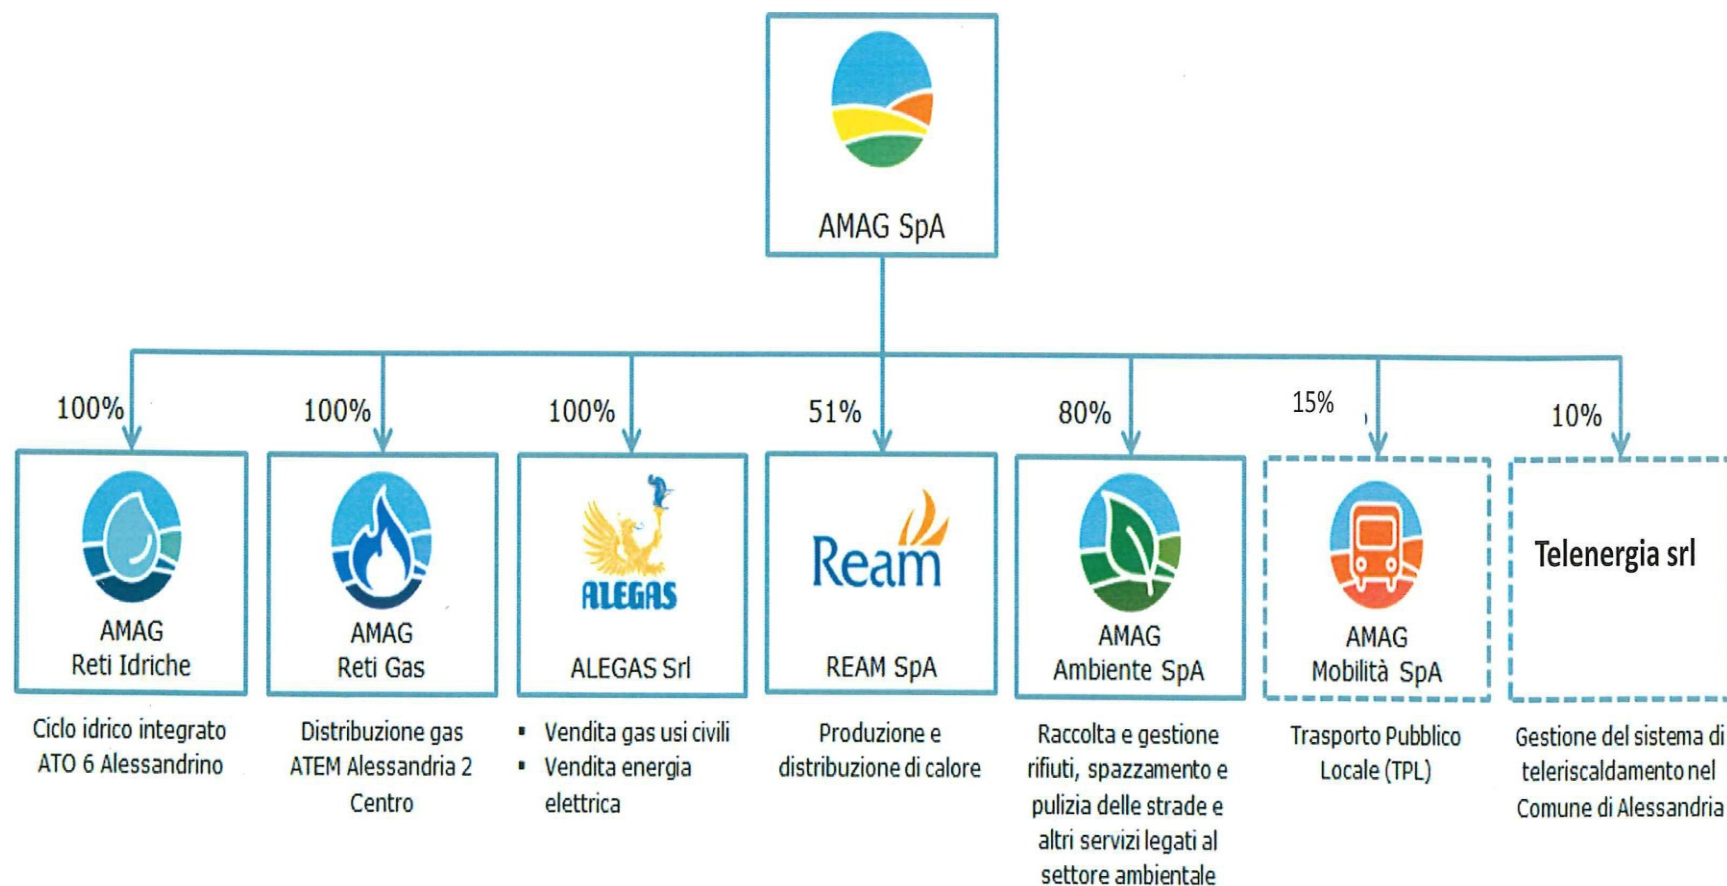 AMAG SpA
100%
100%
100%
51%
80%
15%
10%
ALEGAS
Ream
Telenergia srl
AMAG
Reti Idriche
AMAG
Reti Gas
ALEGAS Srl
REAM SpA
AMAG
Ambiente SpA
AMAG
Mobilità SpA
Ciclo idrico integrato
ATO 6 Alessandrino
Distribuzione gas
ATEM Alessandria 2
Centro
▪ Vendita gas usi civili
▪ Vendita energia
elettrica
Produzione e
distribuzione di calore
Raccolta e gestione
rifiuti, spazzamento e
pulizia delle strade e
altri servizi legati al
settore ambientale
Trasporto Pubblico
Locale (TPL)
Gestione del sistema di
teleriscaldamento nel
Comune di Alessandria